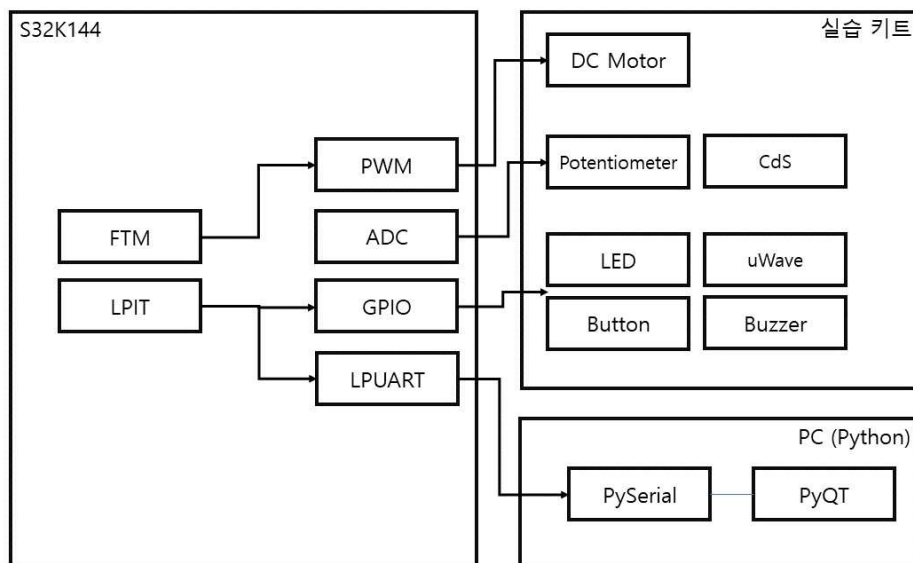 S32K144
실습 키트
DC Motor
PWM
Potentiometer
CdS
FTM
ADC
LED
uWave
LPIT
GPIO
Button
Buzzer
LPUART
PC (Python)
PySerial
PyQT